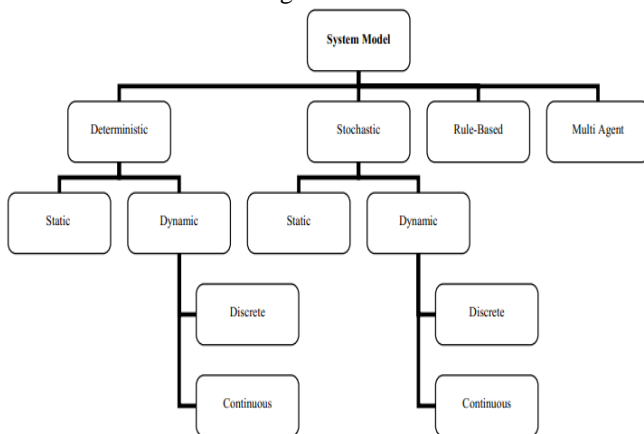 System Model
Deterministic
Stochastic
Rule-Based
Multi Agent
Static
Dynamic
Static
Dynamic
Discrete
Discrete
Continuous
Continuous